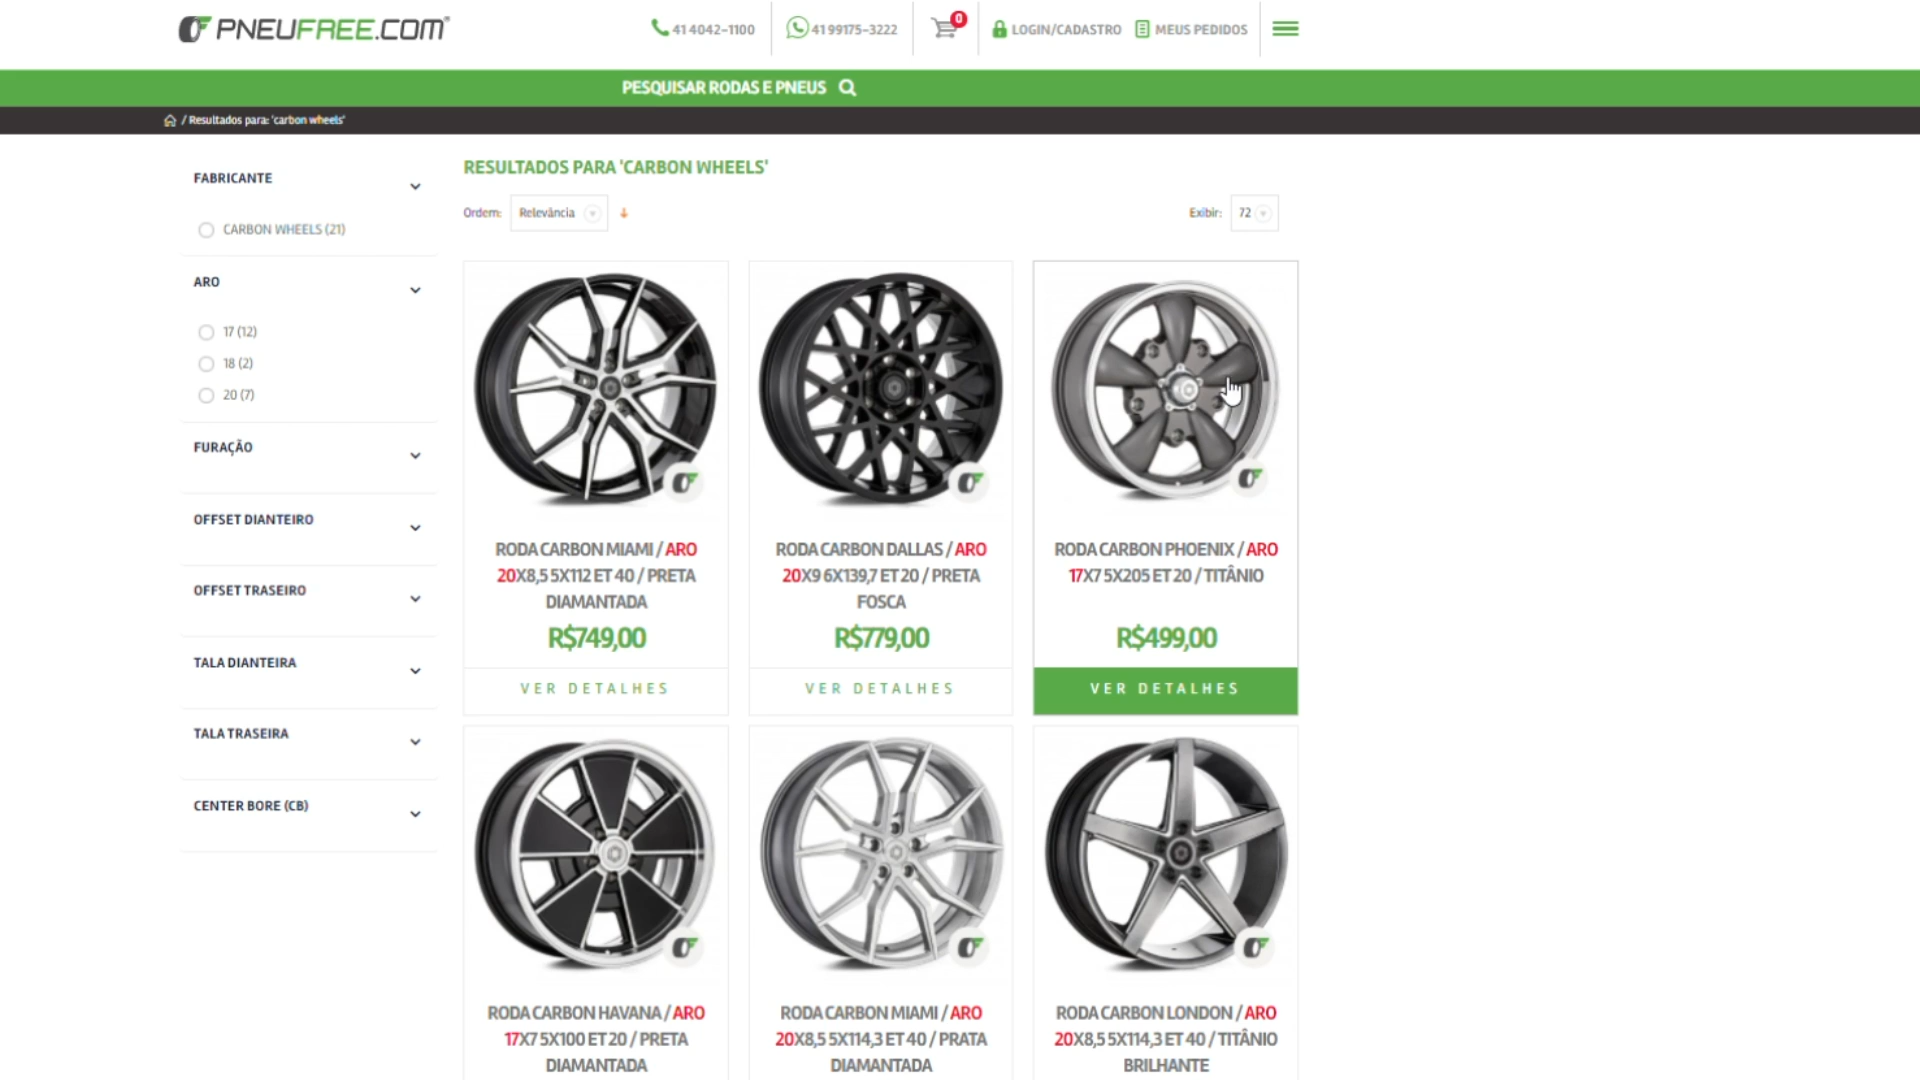 PNEUFREE.COM®
41 4042-1100
41 99175-3222
0
LOGIN/CADASTRO
MEUS PEDIDOS
PESQUISAR RODAS E PNEUS
/ Resultados para: 'carbon wheels'
FABRICANTE
CARBON WHEELS (21)
ARO
17 (12)
18 (2)
20 (7)
FURAÇÃO
OFFSET DIANTEIRO
OFFSET TRASEIRO
TALA DIANTEIRA
TALA TRASEIRA
CENTER BORE (CB)
RESULTADOS PARA 'CARBON WHEELS'
Ordem:
Relevância
Exibir:
72
RODA CARBON MIAMI / ARO
20X8,5 5X112 ET 40 / PRETA
DIAMANTADA
R$749,00
VER DETALHES
RODA CARBON DALLAS / ARO
20X9 6X139,7 ET 20 / PRETA
FOSCA
R$779,00
VER DETALHES
RODA CARBON PHOENIX / ARO
17X7 5X205 ET 20 / TITÂNIO
R$499,00
VER DETALHES
RODA CARBON HAVANA / ARO
17X7 5X100 ET 20 / PRETA
DIAMANTADA
RODA CARBON MIAMI / ARO
20X8,5 5X114,3 ET 40 / PRATA
DIAMANTADA
RODA CARBON LONDON / ARO
20X8,5 5X114,3 ET 40 / TITÂNIO
BRILHANTE